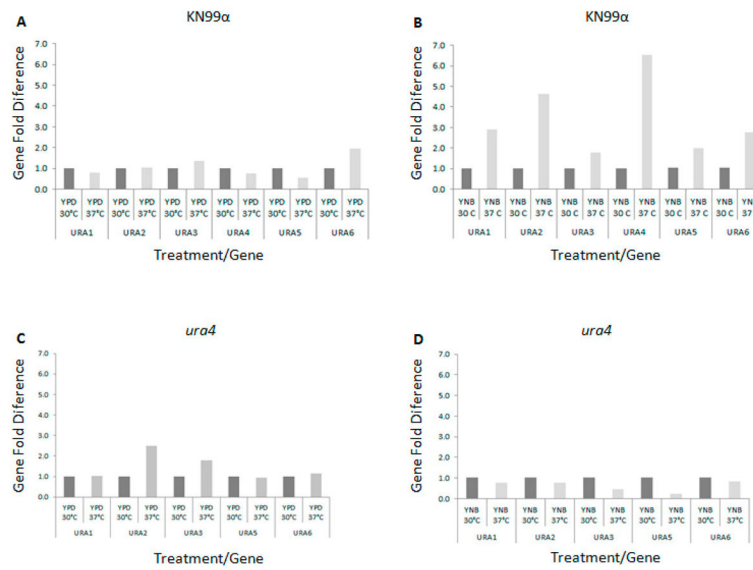 A
KN99α
Gene Fold Diference
7.0
6.0
5.0
4.0
3.0
2.0
1.0
0.0
YPD YPD YPD YPD YPD YPD YPD YPD YPD YPD YPD YPD
30°C 37°C 30°C 37°C 30°C 37°C 30°C 37°C 30°C 37°C 30°C 37°C
URA1 URA2 URA3 URA4 URA5 URA6
Treatment/Gene
B
KN99α
Gene Fold Difference
7.0
6.0
5.0
4.0
3.0
2.0
1.0
0.0
YNB YNB YNB YNB YNB YNB YNB YNB YNB YNB YNB YNB
30 C 37 C 30 C 37 C 30 C 37 C 30 C 37 C 30 C 37 C 30 C 37 C
URA1 URA2 URA3 URA4 URA5 URA6
Treatment/Gene
C
ura4
Gene Fold Difference
7.0
6.0
5.0
4.0
3.0
2.0
1.0
0.0
YPD YPD YPD YPD YPD YPD YPD YPD YPD YPD
30°C 37°C 30°C 37°C 30°C 37°C 30°C 37°C 30°C 37°C
URA1 URA2 URA3 URA5 URA6
Treatment/Gene
D
ura4
Gene Fold Difference
7.0
6.0
5.0
4.0
3.0
2.0
1.0
0.0
YNB YNB YNB YNB YNB YNB YNB YNB YNB YNB
30°C 37°C 30°C 37°C 30°C 37°C 30°C 37°C 30°C 37°C
URA1 URA2 URA3 URA5 URA6
Treatment/Gene